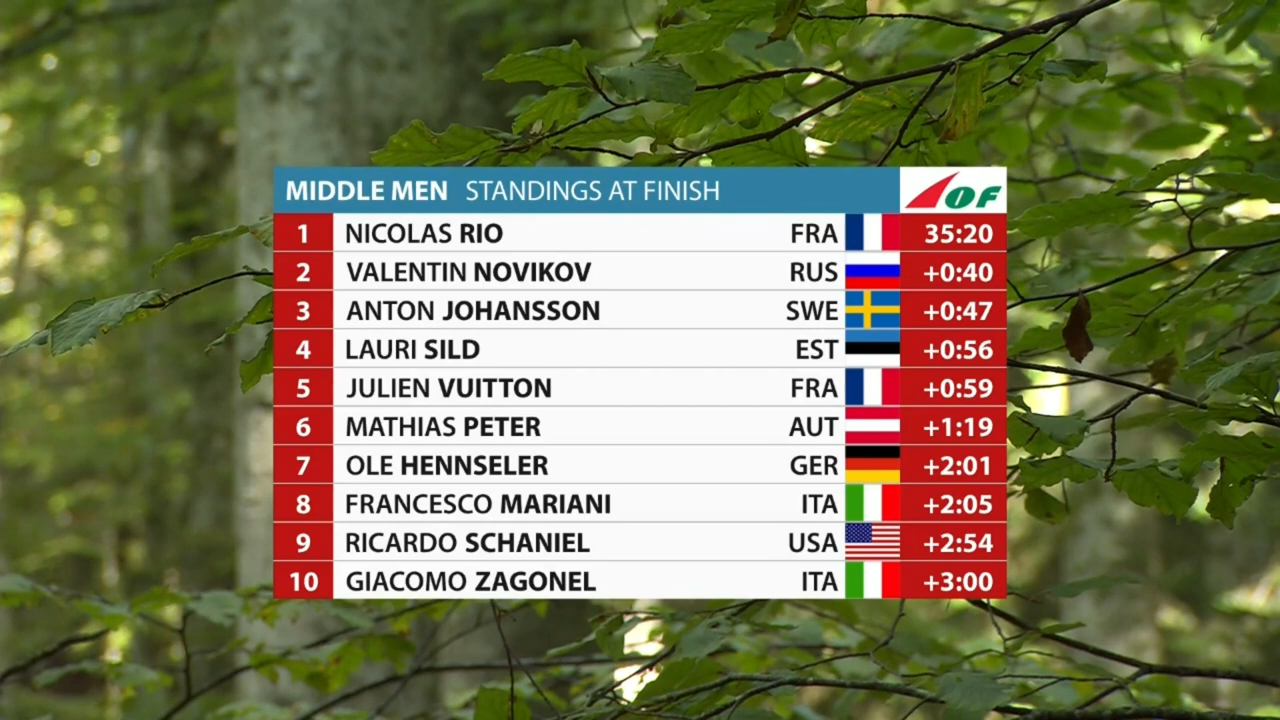 MIDDLE MEN STANDINGS AT FINISH IOF
1 NICOLAS RIO FRA 35:20
2 VALENTIN NOVIKOV RUS +0:40
3 ANTON JOHANSSON SWE +0:47
4 LAURI SILD EST +0:56
5 JULIEN VUITTON FRA +0:59
6 MATHIAS PETER AUT +1:19
7 OLE HENNSELER GER +2:01
8 FRANCESCO MARIANI ITA +2:05
9 RICARDO SCHANIEL USA +2:54
10 GIACOMO ZAGONEL ITA +3:00